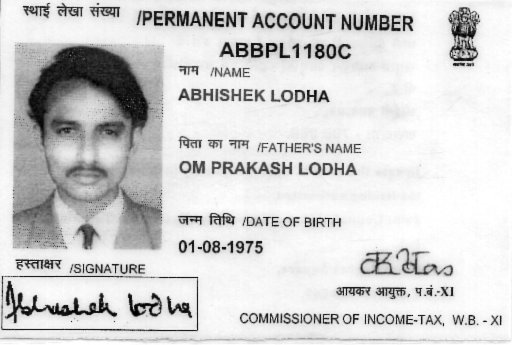 स्थाई लेखा संख्या /PERMANENT ACCOUNT NUMBER
ABBPL1180C
नाम /NAME
ABHISHEK LODHA
पिता का नाम /FATHER'S NAME
OM PRAKASH LODHA
जन्म तिथि /DATE OF BIRTH
01-08-1975
हस्ताक्षर /SIGNATURE
Abhishek Lodha
आयकर आयुक्त, प.बं.-XI
COMMISSIONER OF INCOME-TAX, W.B. - XI